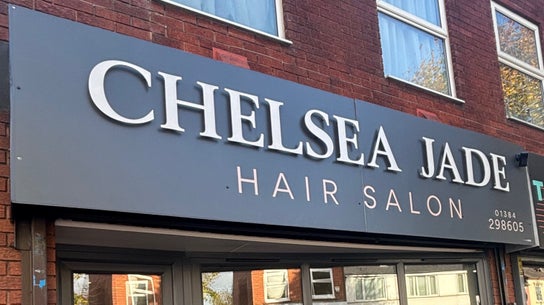 CHELSEA JADE
HAIR SALON
01384
298605
T